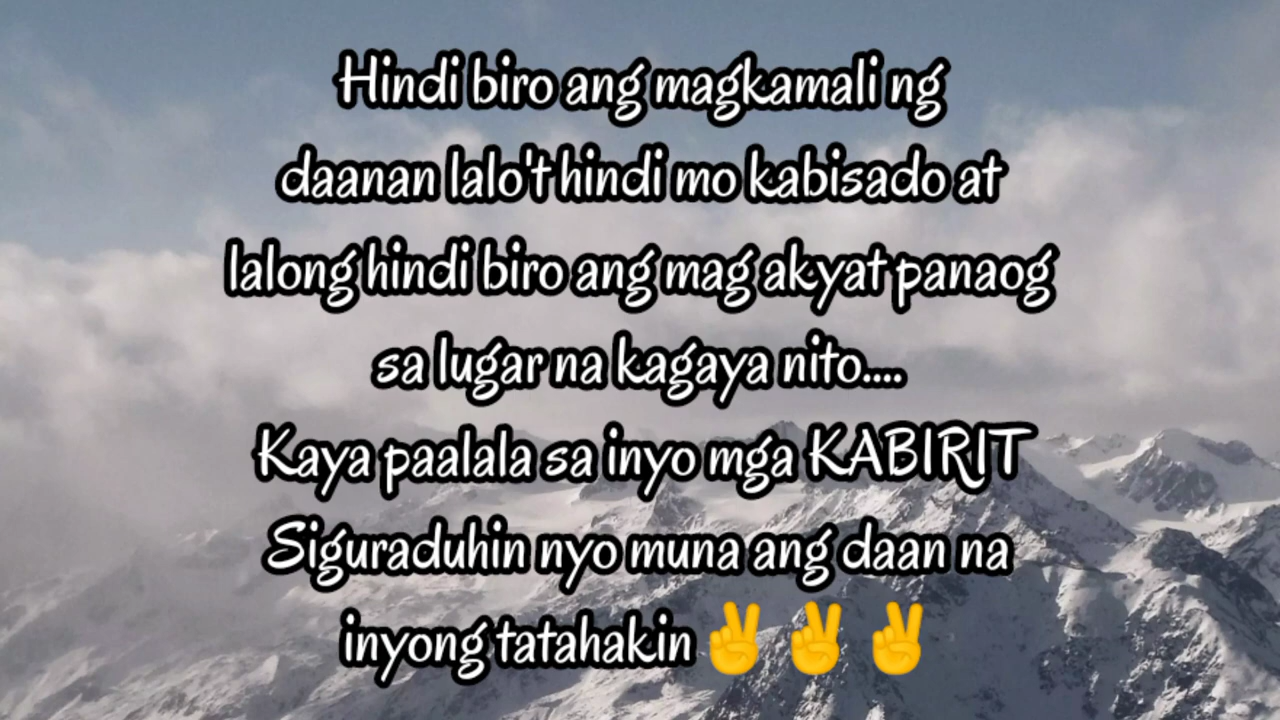 Hindi biro ang magkamali ng
daanan lalo't hindi mo kabisado at
lalong hindi biro ang mag akyat panaog
sa lugar na kagaya nito....
Kaya paalala sa inyo mga KABIRIT
Siguraduhin nyo muna ang daan na
inyong tatahakin ✌✌✌